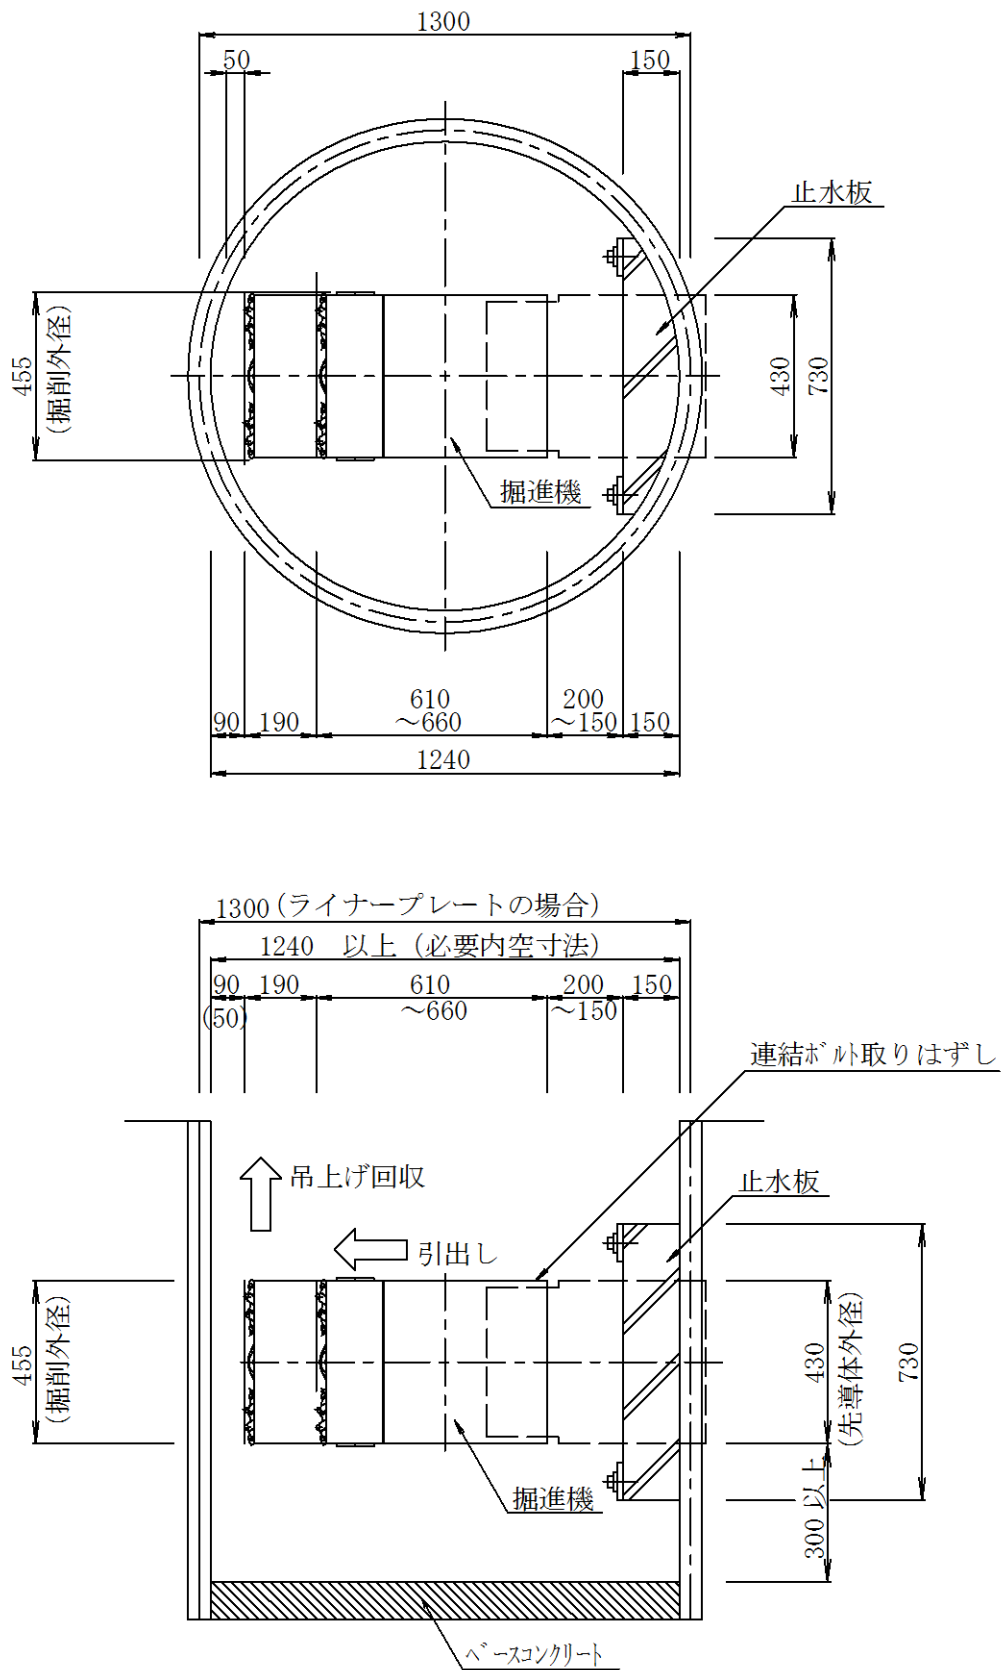 1300
50
150
止水板
455
(掘削外径)
430
730
掘進機
610
200
90
190
～660
～150
150
1240
1300(ライナープレートの場合)
1240 以上 (必要内空寸法)
90
190
610
200
150
(50)
～660
～150
連結ボルト取りはずし
吊上げ回収
止水板
引出し
455
(掘削外径)
430
(先導体外径)
730
掘進機
300以上
ベースコンクリート